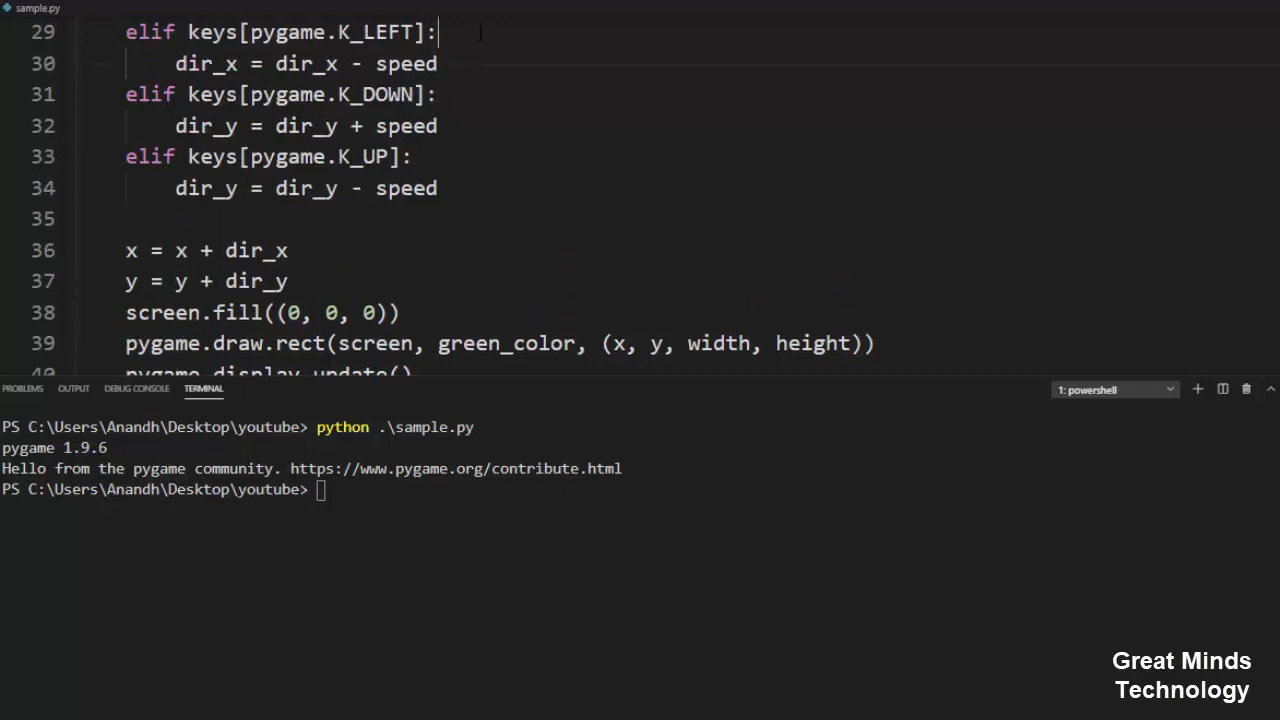 sample.py
29 elif keys[pygame.K_LEFT]:
30 dir_x = dir_x - speed
31 elif keys[pygame.K_DOWN]:
32 dir_y = dir_y + speed
33 elif keys[pygame.K_UP]:
34 dir_y = dir_y - speed
35
36 x = x + dir_x
37 y = y + dir_y
38 screen.fill((0, 0, 0))
39 pygame.draw.rect(screen, green_color, (x, y, width, height))
40 pygame.display.update()
PROBLEMS OUTPUT DEBUG CONSOLE TERMINAL 1: powershell
PS C:\Users\Anandh\Desktop\youtube> python .\sample.py
pygame 1.9.6
Hello from the pygame community. https://www.pygame.org/contribute.html
PS C:\Users\Anandh\Desktop\youtube>
Great Minds
Technology